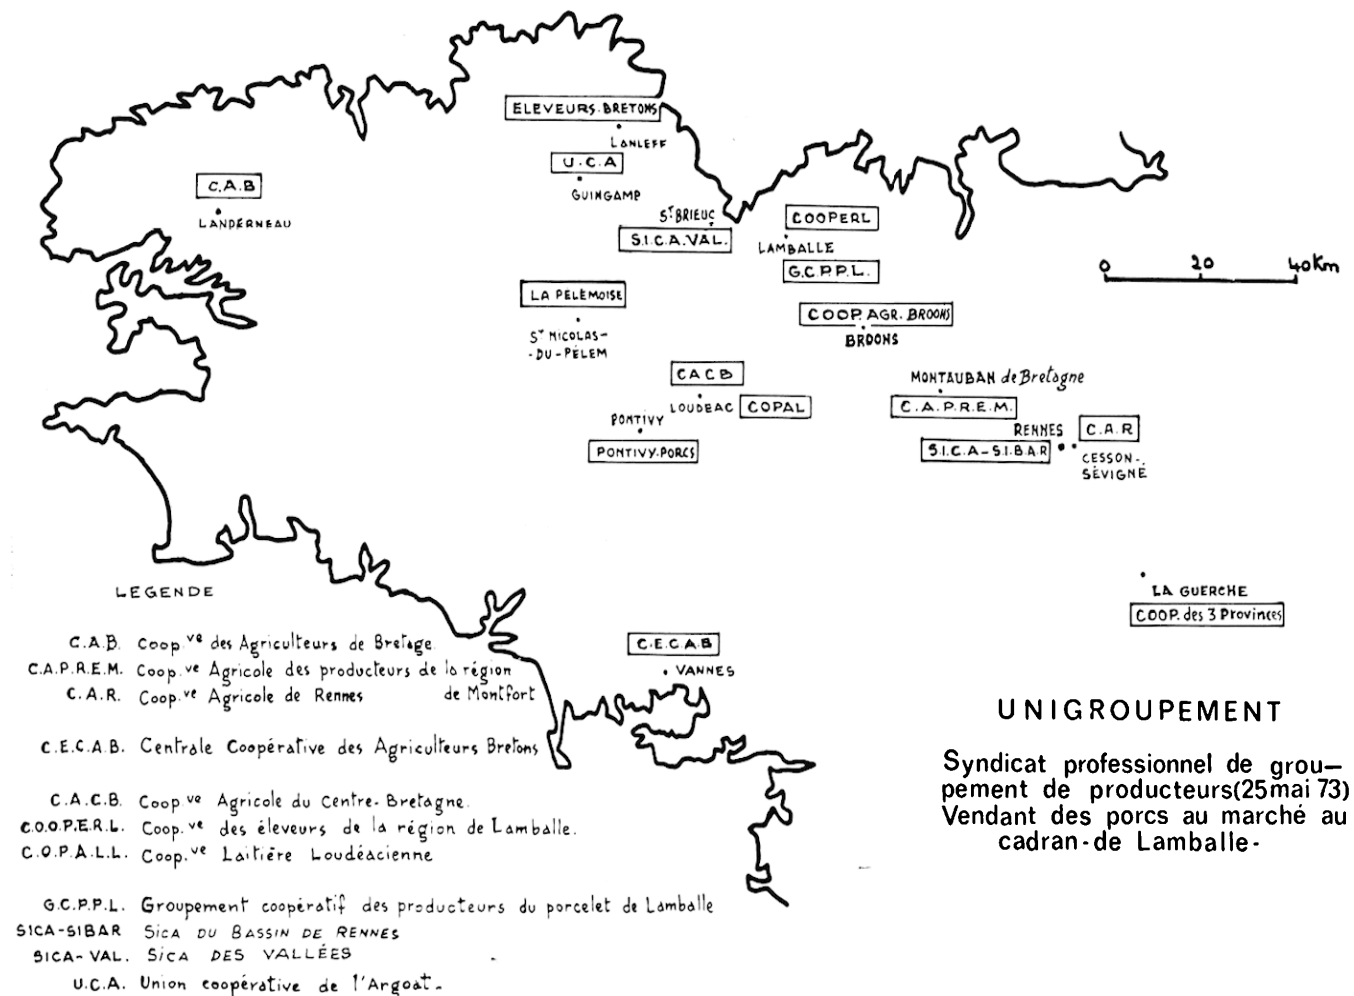 ELEVEURS.BRETONS
LANLEFF
U.C.A
GUINGAMP
C.A.B
LANDERNEAU
ST BRIEUC
S.I.C.A.VAL.
COOPERL
LAMBALLE
G.C.P.P.L.
0 20 40Km
LA PELEMOISE
ST NICOLAS-
-DU-PÉLEM
COOP. AGR. BROONS
BROONS
CACB
LOUDEAC
COPAL
PONTIVY
PONTIVY-PORCS
MONTAUBAN de Bretagne
C.A.P.R.E.M.
RENNES
S.I.C.A-S.I.B.A.R
C.A.R
CESSON-
SÉVIGNÉ
LA GUERCHE
COOP. des 3 Provinces
C.E.C.A.B
VANNES
LEGENDE
C.A.B. Coop.ve des Agriculteurs de Bretage.
C.A.P.R.E.M. Coop.ve Agricole des producteurs de la région
de Montfort
C.A.R. Coop.ve Agricole de Rennes
C.E.C.A.B. Centrale Coopérative des Agriculteurs Bretons
C.A.C.B. Coop.ve Agricole du Centre-Bretagne.
C.O.O.P.E.R.L. Coop.ve des éleveurs de la région de Lamballe.
C.O.P.A.L.L. Coop.ve Laitière Loudéacienne
G.C.P.P.L. Groupement coopératif des producteurs du porcelet de Lamballe
SICA-SIBAR SICA DU BASSIN DE RENNES
SICA-VAL. SICA DES VALLÉES
U.C.A. Union coopérative de l'Argoat-
UNIGROUPEMENT
Syndicat professionnel de grou-
pement de producteurs(25mai 73)
Vendant des porcs au marché au
cadran-de Lamballe-